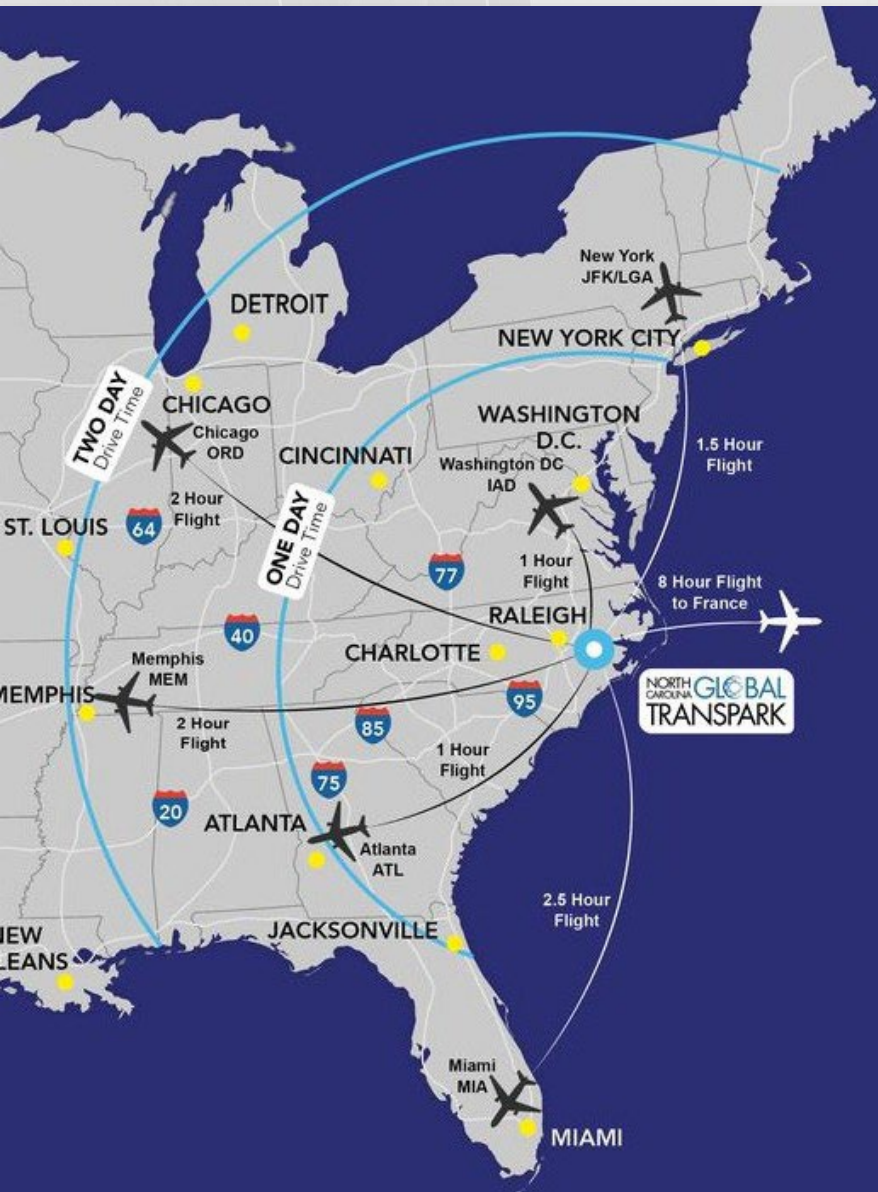 New York
JFK/LGA
DETROIT
NEW YORK CITY
TWO DAY
Drive Time
CHICAGO
Chicago
ORD
WASHINGTON
D.C.
Washington DC
IAD
CINCINNATI
1.5 Hour
Flight
2 Hour
Flight
ST. LOUIS
64
ONE DAY
Drive Time
77
1 Hour
Flight
8 Hour Flight
to France
RALEIGH
40
CHARLOTTE
Memphis
MEM
MEMPHIS
2 Hour
Flight
95
NORTH
CAROLINA
GLOBAL
TRANSPARK
85
1 Hour
Flight
75
20
ATLANTA
Atlanta
ATL
2.5 Hour
Flight
JACKSONVILLE
NEW
LEANS
Miami
MIA
MIAMI